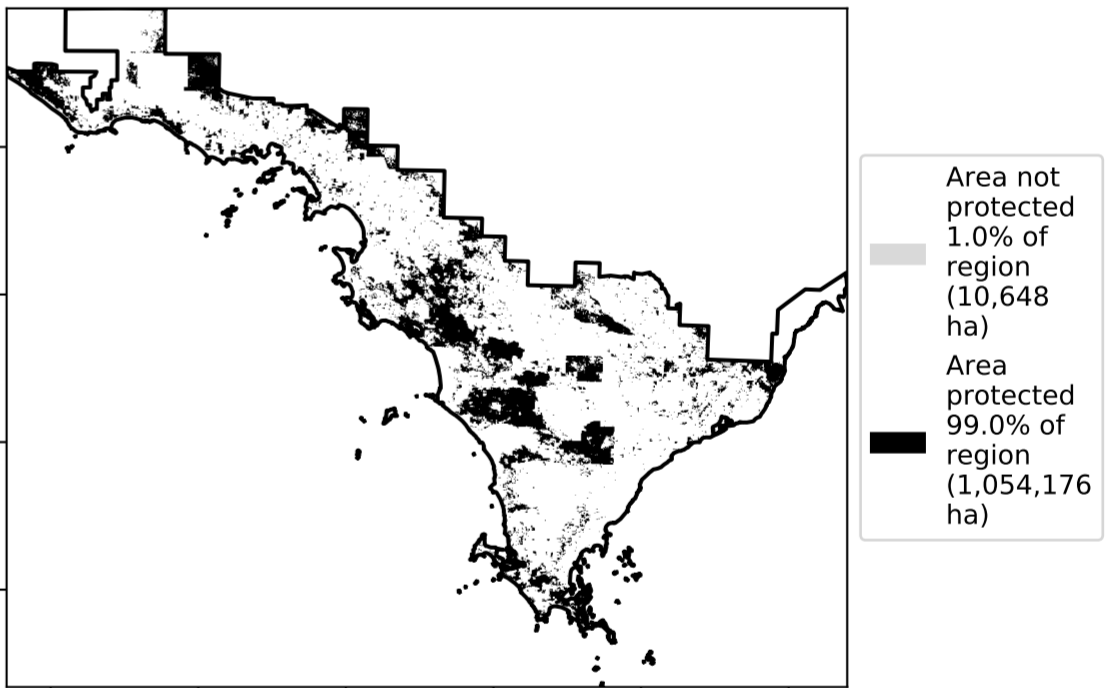 Area not
protected
1.0% of
region
(10,648
ha)
Area
protected
99.0% of
region
(1,054,176
ha)